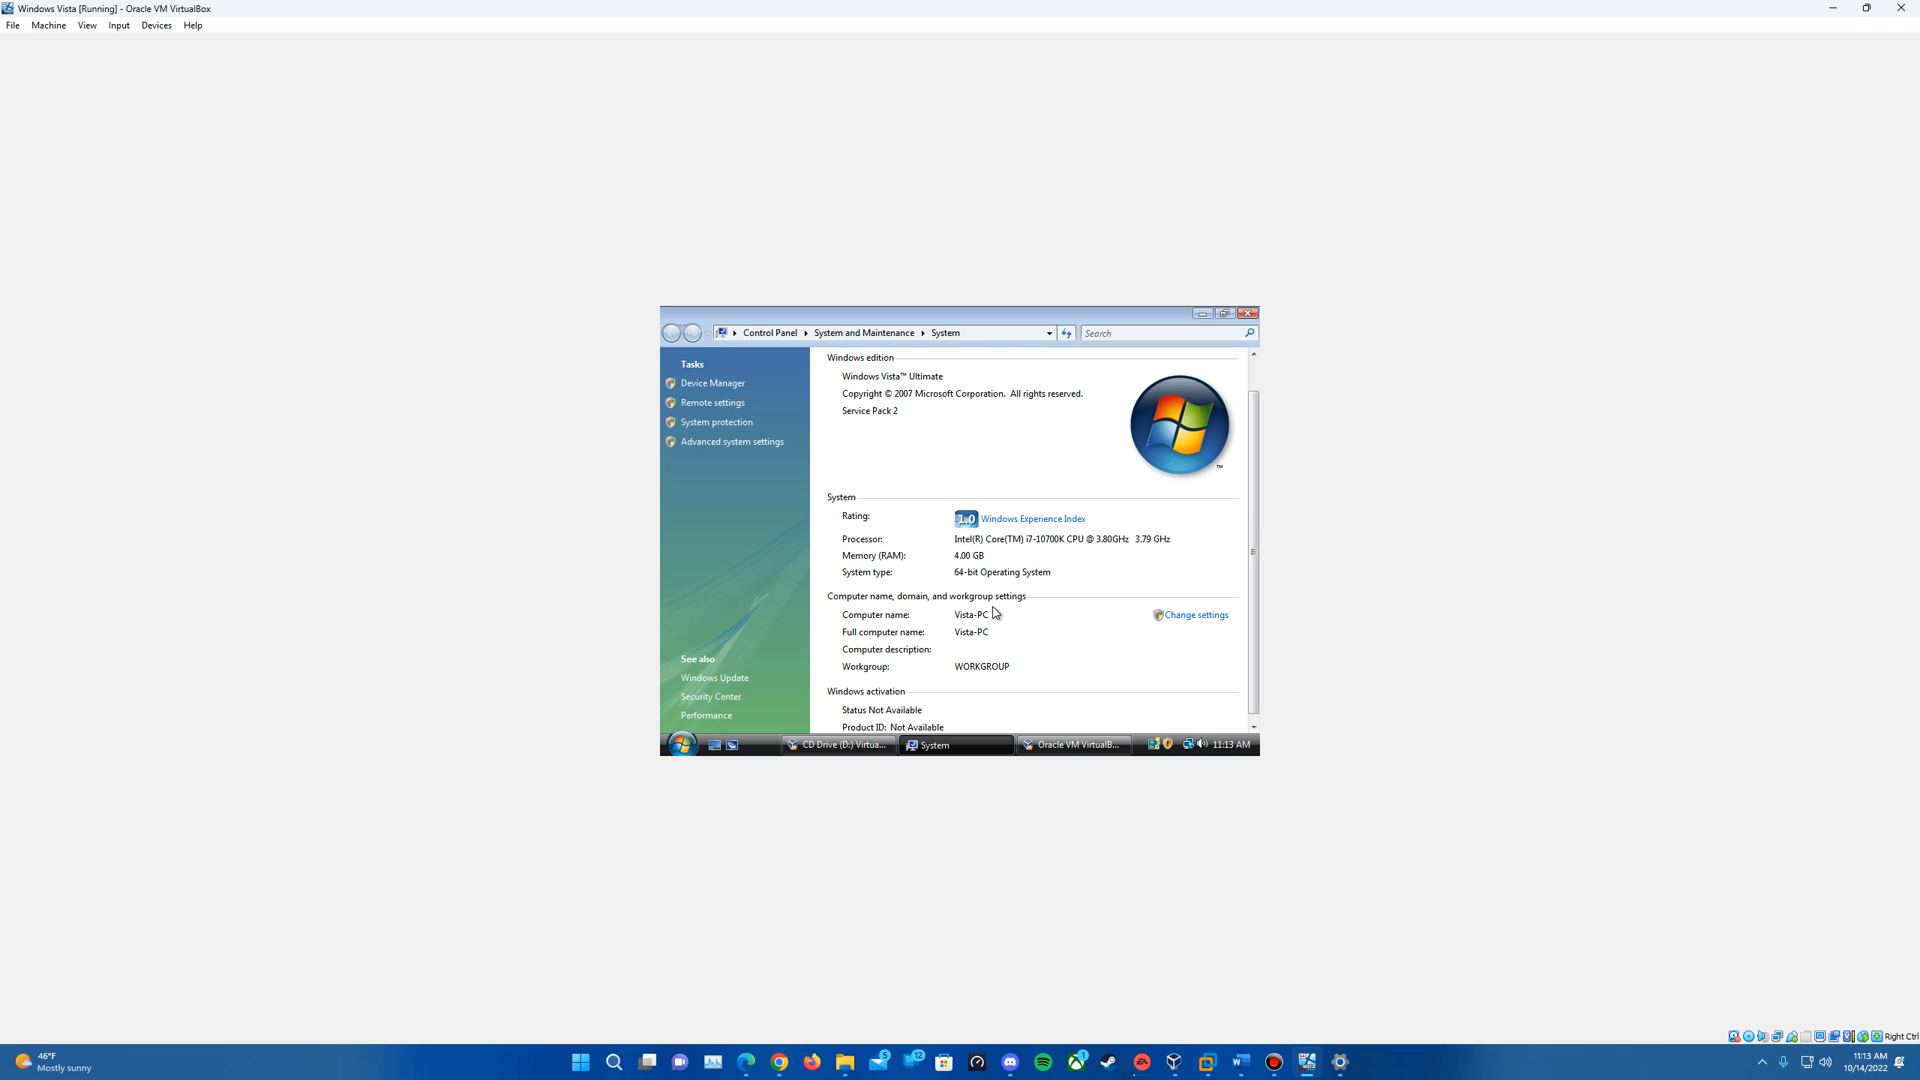 Windows Vista [Running] - Oracle VM VirtualBox
File Machine View Input Devices Help
Control Panel System and Maintenance System
Search
Tasks
Device Manager
Remote settings
System protection
Advanced system settings
See also
Windows Update
Security Center
Performance
Windows edition
Windows Vista™ Ultimate
Copyright © 2007 Microsoft Corporation. All rights reserved.
Service Pack 2
TM
System
Rating: 1.0 Windows Experience Index
Processor: Intel(R) Core(TM) i7-10700K CPU @ 3.80GHz 3.79 GHz
Memory (RAM): 4.00 GB
System type: 64-bit Operating System
Computer name, domain, and workgroup settings
Computer name: Vista-PC Change settings
Full computer name: Vista-PC
Computer description:
Workgroup: WORKGROUP
Windows activation
Status Not Available
Product ID: Not Available
CD Drive (D:) Virtua... System Oracle VM VirtualB... 11:13 AM
Right Ctrl
46°F
Mostly sunny
5
12
1
EA
11:13 AM
10/14/2022